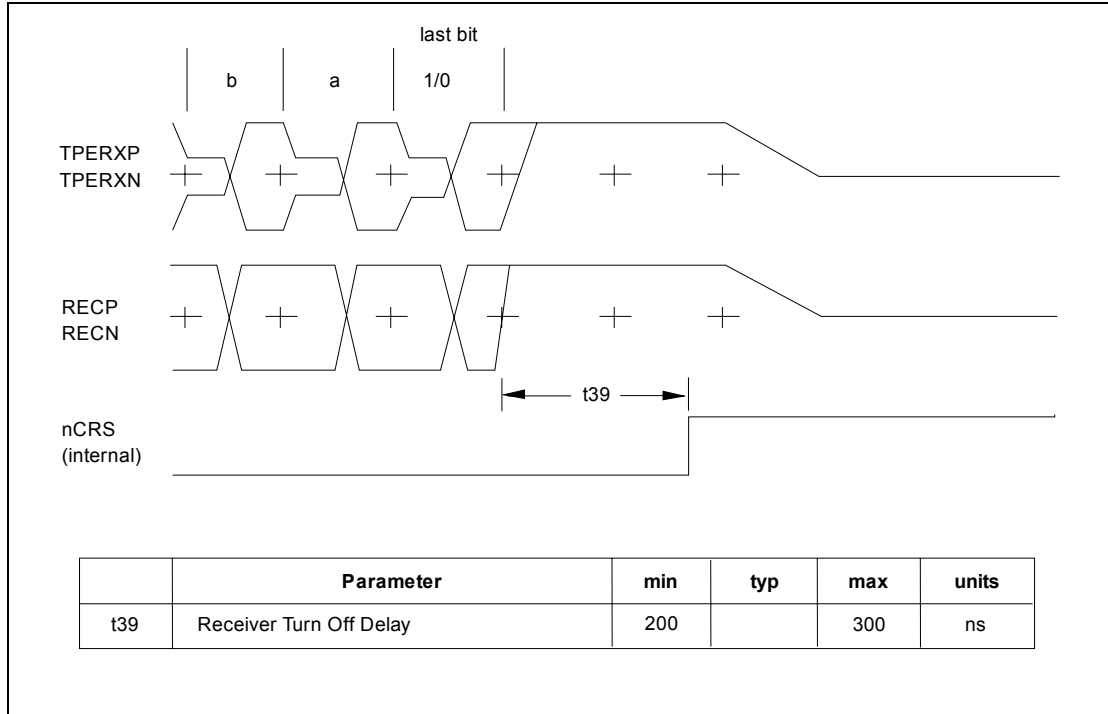 last bit
b a 1/0
TPERXP
TPERXN
RECP
RECN
t39
nCRS
(internal)
Parameter min typ max units
t39 Receiver Turn Off Delay 200 300 ns